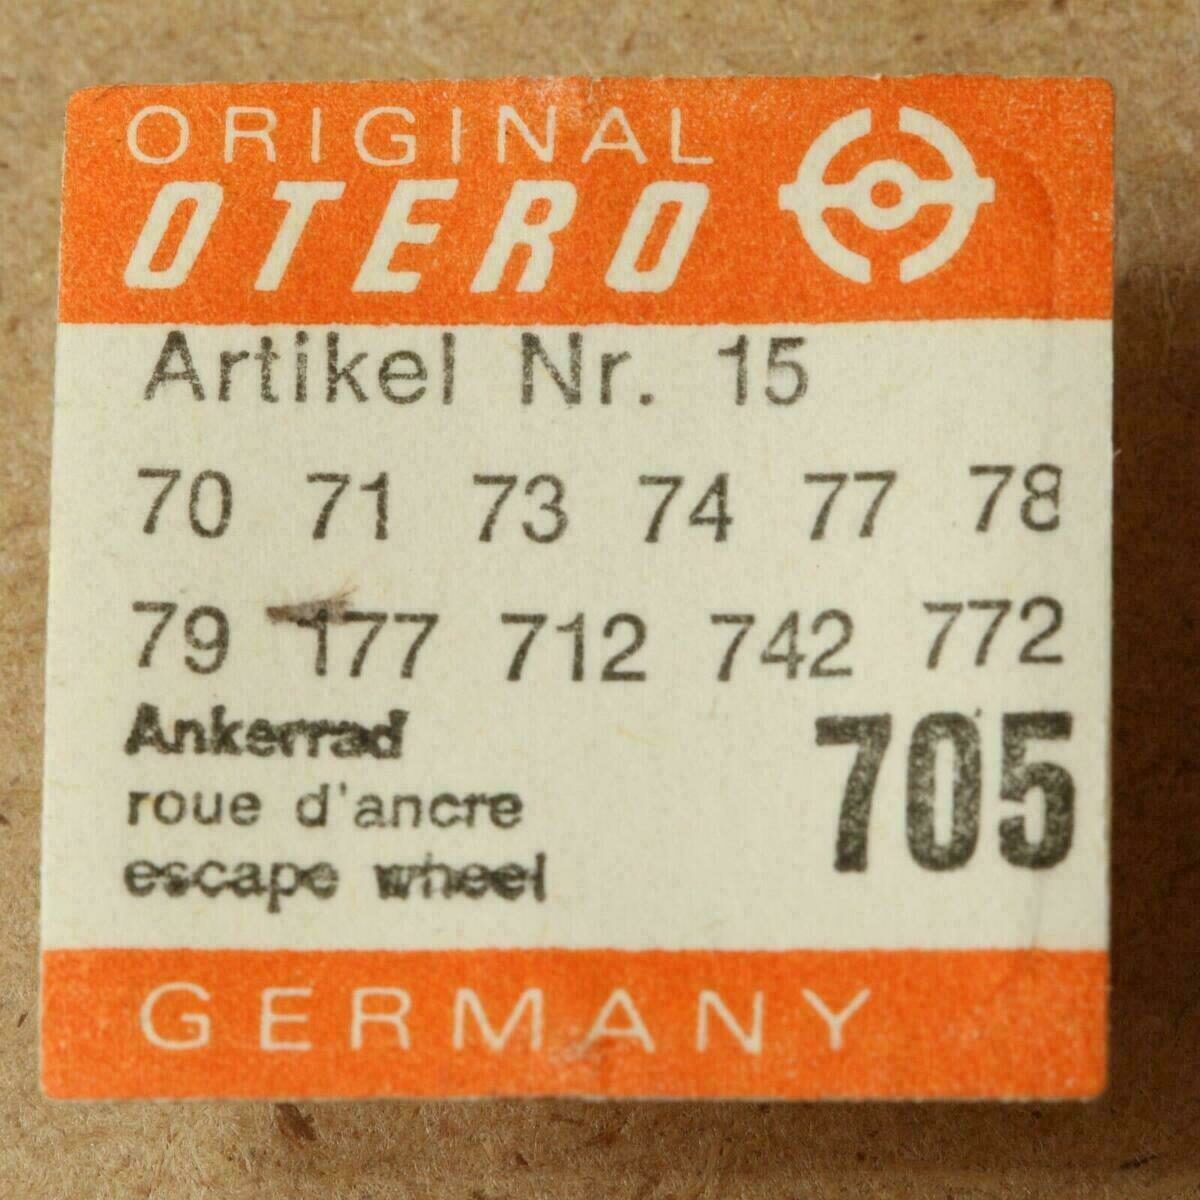 ORIGINAL
OTERO
Artikel Nr. 15
70 71 73 74 77 78
79 177 712 742 772
Ankerrad
roue d'ancre
escape wheel
705
GERMANY